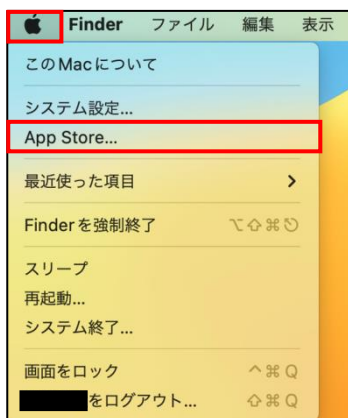 Finder ファイル 編集 表示
このMacについて
システム設定...
App Store...
最近使った項目 >
Finderを強制終了 ⌥⇧⌘⎋
スリープ
再起動...
システム終了...
画面をロック ^⌘Q
をログアウト... ⇧⌘Q